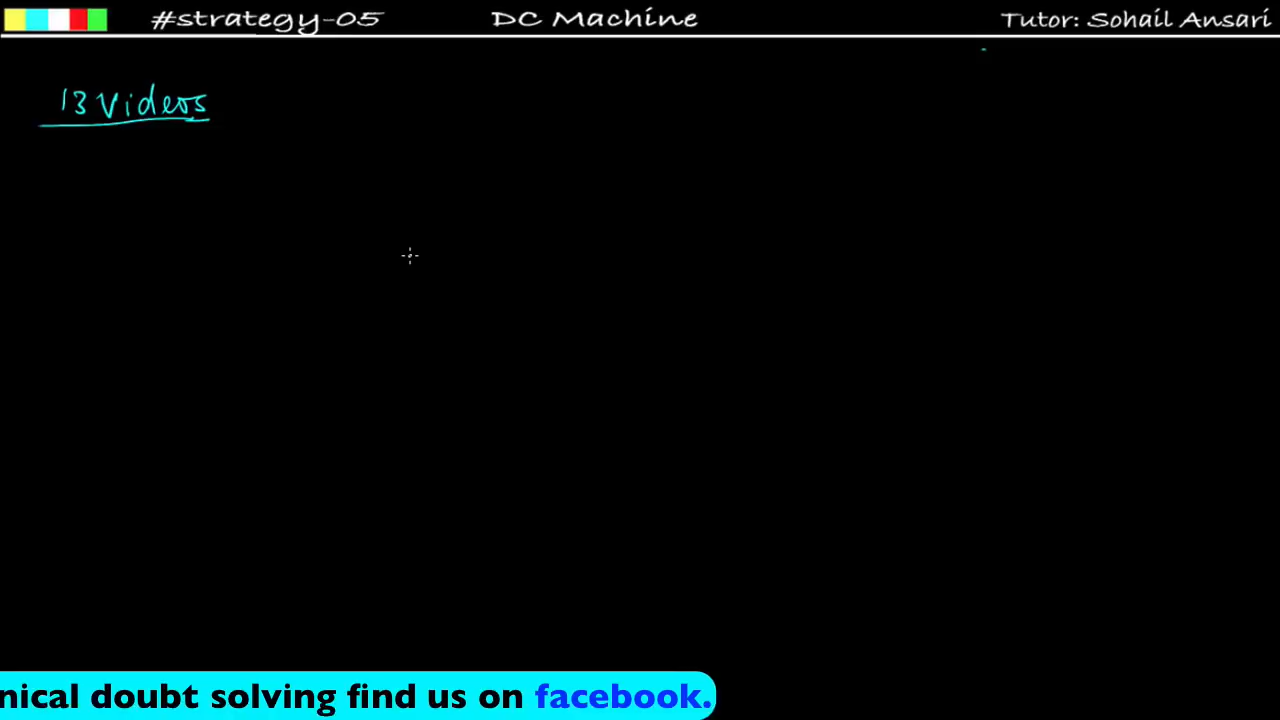 #strategy-05 DC Machine Tutor: Sohail Ansari
13 Videos
nical doubt solving find us on facebook.